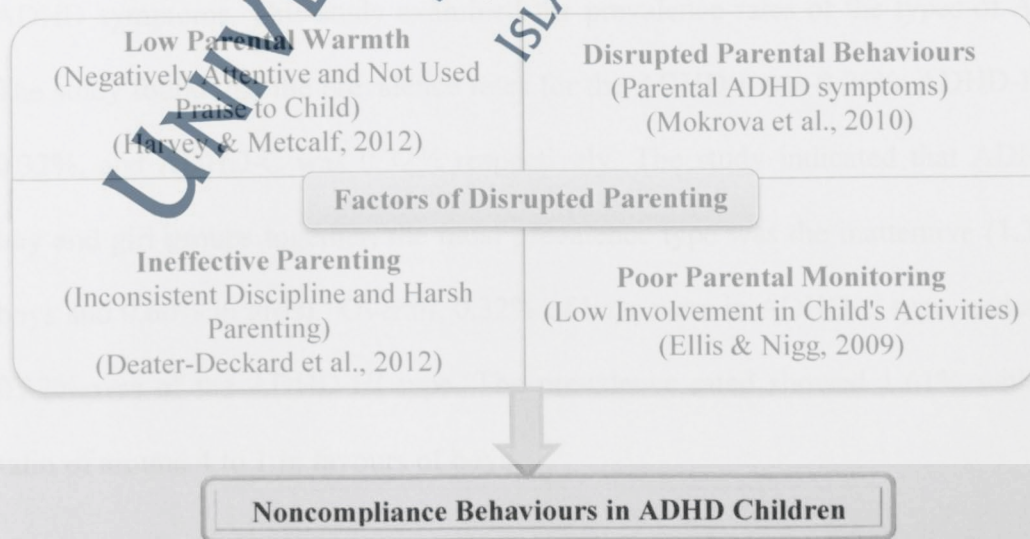 Low Parental Warmth
(Negatively Attentive and Not Used
Praise to Child)
(Harvey & Metcalf, 2012)
Disrupted Parental Behaviours
(Parental ADHD symptoms)
(Mokrova et al., 2010)
Factors of Disrupted Parenting
Ineffective Parenting
(Inconsistent Discipline and Harsh
Parenting)
(Deater-Deckard et al., 2012)
Poor Parental Monitoring
(Low Involvement in Child's Activities)
(Ellis & Nigg, 2009)
Noncompliance Behaviours in ADHD Children
UNIVE
ISLA